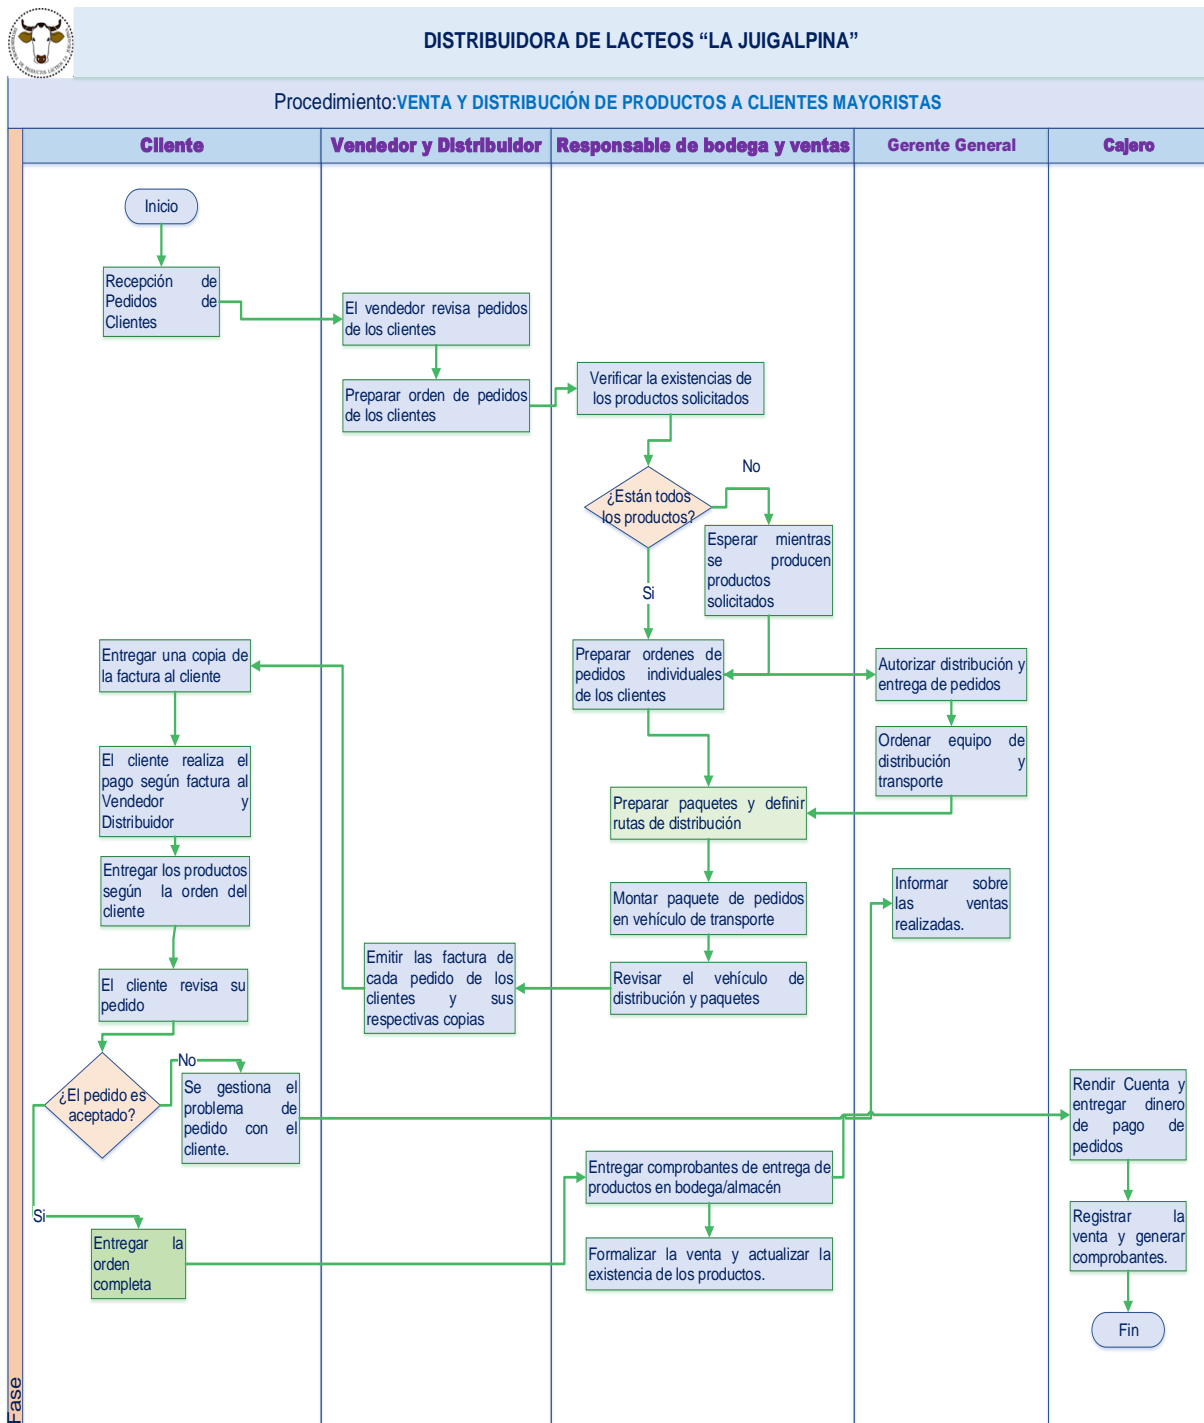 DISTRIBUIDORA DE LACTEOS “LA JUIGALPINA”
Procedimiento:VENTA Y DISTRIBUCIÓN DE PRODUCTOS A CLIENTES MAYORISTAS
Cliente
Vendedor y Distribuidor
Responsable de bodega y ventas
Gerente General
Cajero
Inicio
Recepción de
Pedidos de
Clientes
El vendedor revisa pedidos
de los clientes
Preparar orden de pedidos
de los clientes
Verificar la existencias de
los productos solicitados
¿Están todos
los productos?
No
Si
Esperar mientras
se producen
productos
solicitados
Preparar ordenes de
pedidos individuales
de los clientes
Autorizar distribución y
entrega de pedidos
Ordenar equipo de
distribución y
transporte
Preparar paquetes y definir
rutas de distribución
Montar paquete de pedidos
en vehículo de transporte
Revisar el vehículo de
distribución y paquetes
Emitir las factura de
cada pedido de los
clientes y sus
respectivas copias
Entregar una copia de
la factura al cliente
El cliente realiza el
pago según factura al
Vendedor y
Distribuidor
Entregar los productos
según la orden del
cliente
El cliente revisa su
pedido
¿El pedido es
aceptado?
No
Si
Se gestiona el
problema de
pedido con el
cliente.
Informar sobre
las ventas
realizadas.
Entregar la
orden
completa
Entregar comprobantes de entrega de
productos en bodega/almacén
Formalizar la venta y actualizar la
existencia de los productos.
Rendir Cuenta y
entregar dinero
de pago de
pedidos
Registrar la
venta y generar
comprobantes.
Fin
Fase